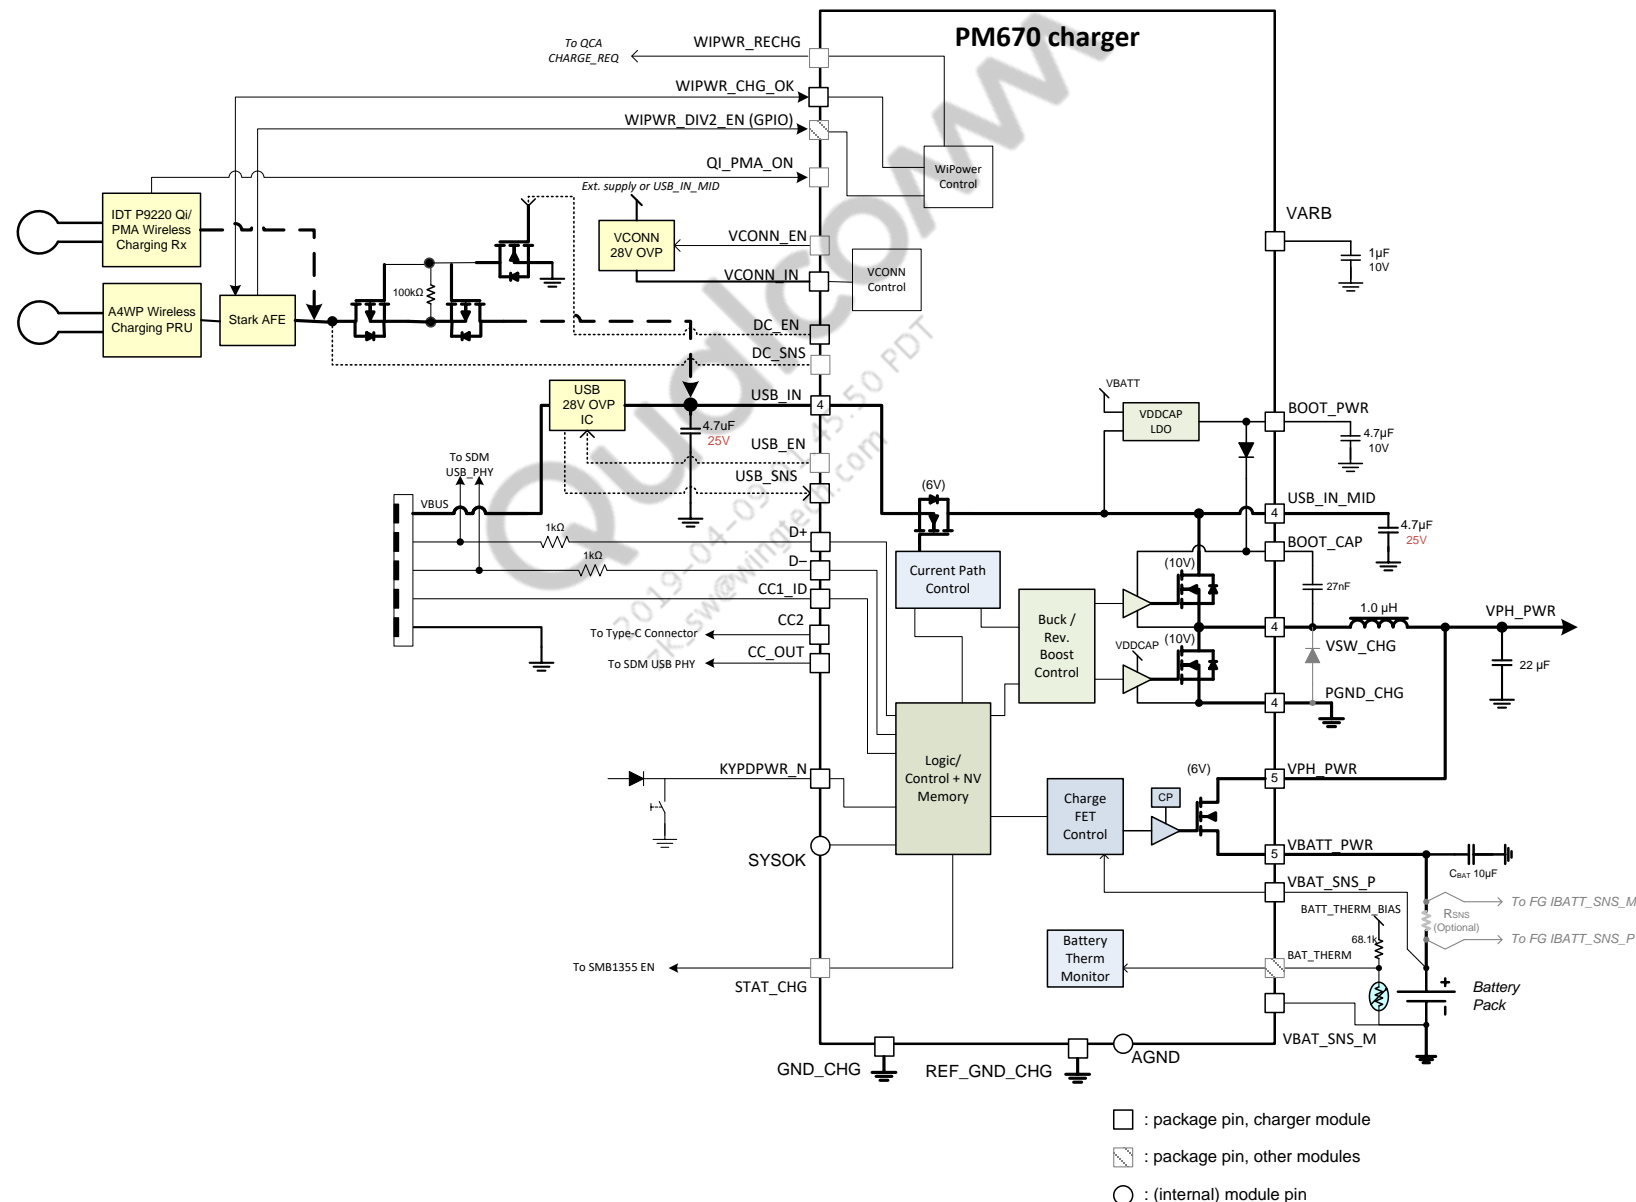 PM670 charger
To QCA
CHARGE_REQ
WIPWR_RECHG
WIPWR_CHG_OK
WIPWR_DIV2_EN (GPIO)
QI_PMA_ON
WiPower
Control
Ext. supply or USB_IN_MID
IDT P9220 Qi/
PMA Wireless
Charging Rx
VCONN
28V OVP
VCONN_EN
VCONN_IN
VCONN
Control
VARB
1µF
10V
A4WP Wireless
Charging PRU
Stark AFE
100kΩ
DC_EN
DC_SNS
USB
28V OVP
IC
USB_IN
4
4.7uF
25V
USB_EN
USB_SNS
VBATT
VDDCAP
LDO
BOOT_PWR
4.7µF
10V
To SDM
USB_PHY
VBUS
(6V)
USB_IN_MID
4
4.7µF
25V
1kΩ
D+
1kΩ
D–
CC1_ID
CC2
To Type-C Connector
CC_OUT
To SDM USB PHY
Current Path
Control
Buck /
Rev.
Boost
Control
(10V)
BOOT_CAP
27nF
1.0 µH
VPH_PWR
4
VSW_CHG
(10V)
VDDCAP
22 µF
PGND_CHG
4
Logic/
Control + NV
Memory
KYPDPWR_N
SYSOK
Charge
FET
Control
CP
(6V)
VPH_PWR
5
VBATT_PWR
5
CBAT 10µF
VBAT_SNS_P
To FG IBATT_SNS_M
RSNS
(Optional)
To FG IBATT_SNS_P
BATT_THERM_BIAS
68.1k
BAT_THERM
Battery
Therm
Monitor
To SMB1355 EN
STAT_CHG
+
–
Battery
Pack
VBAT_SNS_M
GND_CHG
REF_GND_CHG
AGND
: package pin, charger module
: package pin, other modules
: (internal) module pin
Qualcomm